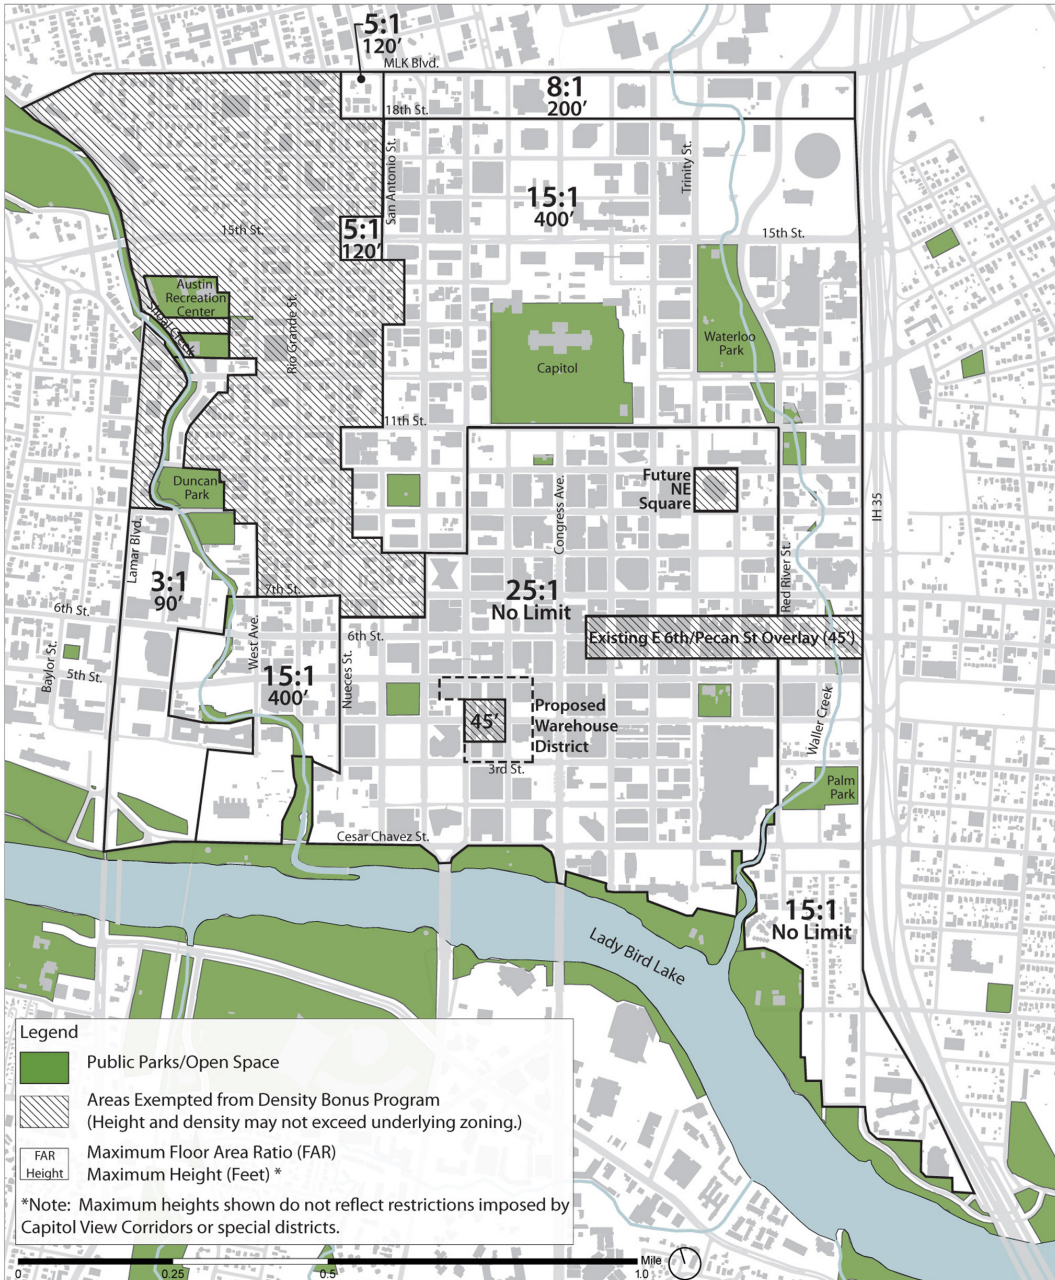 5:1
120’
MLK Blvd.
8:1
200’
18th St.
San Antonio St.
Trinity St.
15:1
400’
5:1
120’
15th St.
15th St.
Austin
Recreation
Center
Shoal Creek
Rio Grande St.
Waterloo
Park
Capitol
11th St.
Duncan
Park
Future
NE
Square
Congress Ave.
IH 35
Lamar Blvd.
Red River St.
3:1
90’
7th St.
25:1
No Limit
6th St.
West Ave.
6th St.
Existing E 6th/Pecan St Overlay (45’)
Baylor St.
5th St.
15:1
400’
Nueces St.
45’
Proposed
Warehouse
District
3rd St.
Waller Creek
Palm
Park
Cesar Chavez St.
15:1
No Limit
Lady Bird Lake
Legend
Public Parks/Open Space
Areas Exempted from Density Bonus Program
(Height and density may not exceed underlying zoning.)
FAR
Height
Maximum Floor Area Ratio (FAR)
Maximum Height (Feet) *
*Note: Maximum heights shown do not reflect restrictions imposed by
Capitol View Corridors or special districts.
Mile
0 0.25 0.5 1.0